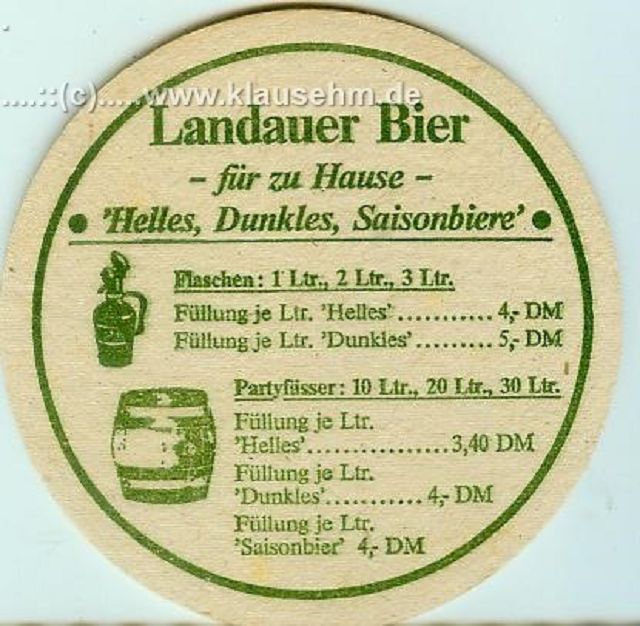 ....::(c).....www.klausehm.de
Landauer Bier
- für zu Hause -
• 'Helles, Dunkles, Saisonbiere' •
Flaschen: 1 Ltr., 2 Ltr., 3 Ltr.
Füllung je Ltr. 'Helles'........... 4,- DM
Füllung je Ltr. 'Dunkles'......... 5,- DM
Partyfässer: 10 Ltr., 20 Ltr., 30 Ltr.
Füllung je Ltr.
'Helles'.................3,40 DM
Füllung je Ltr.
'Dunkles'............ 4,- DM
Füllung je Ltr.
'Saisonbier' 4,- DM